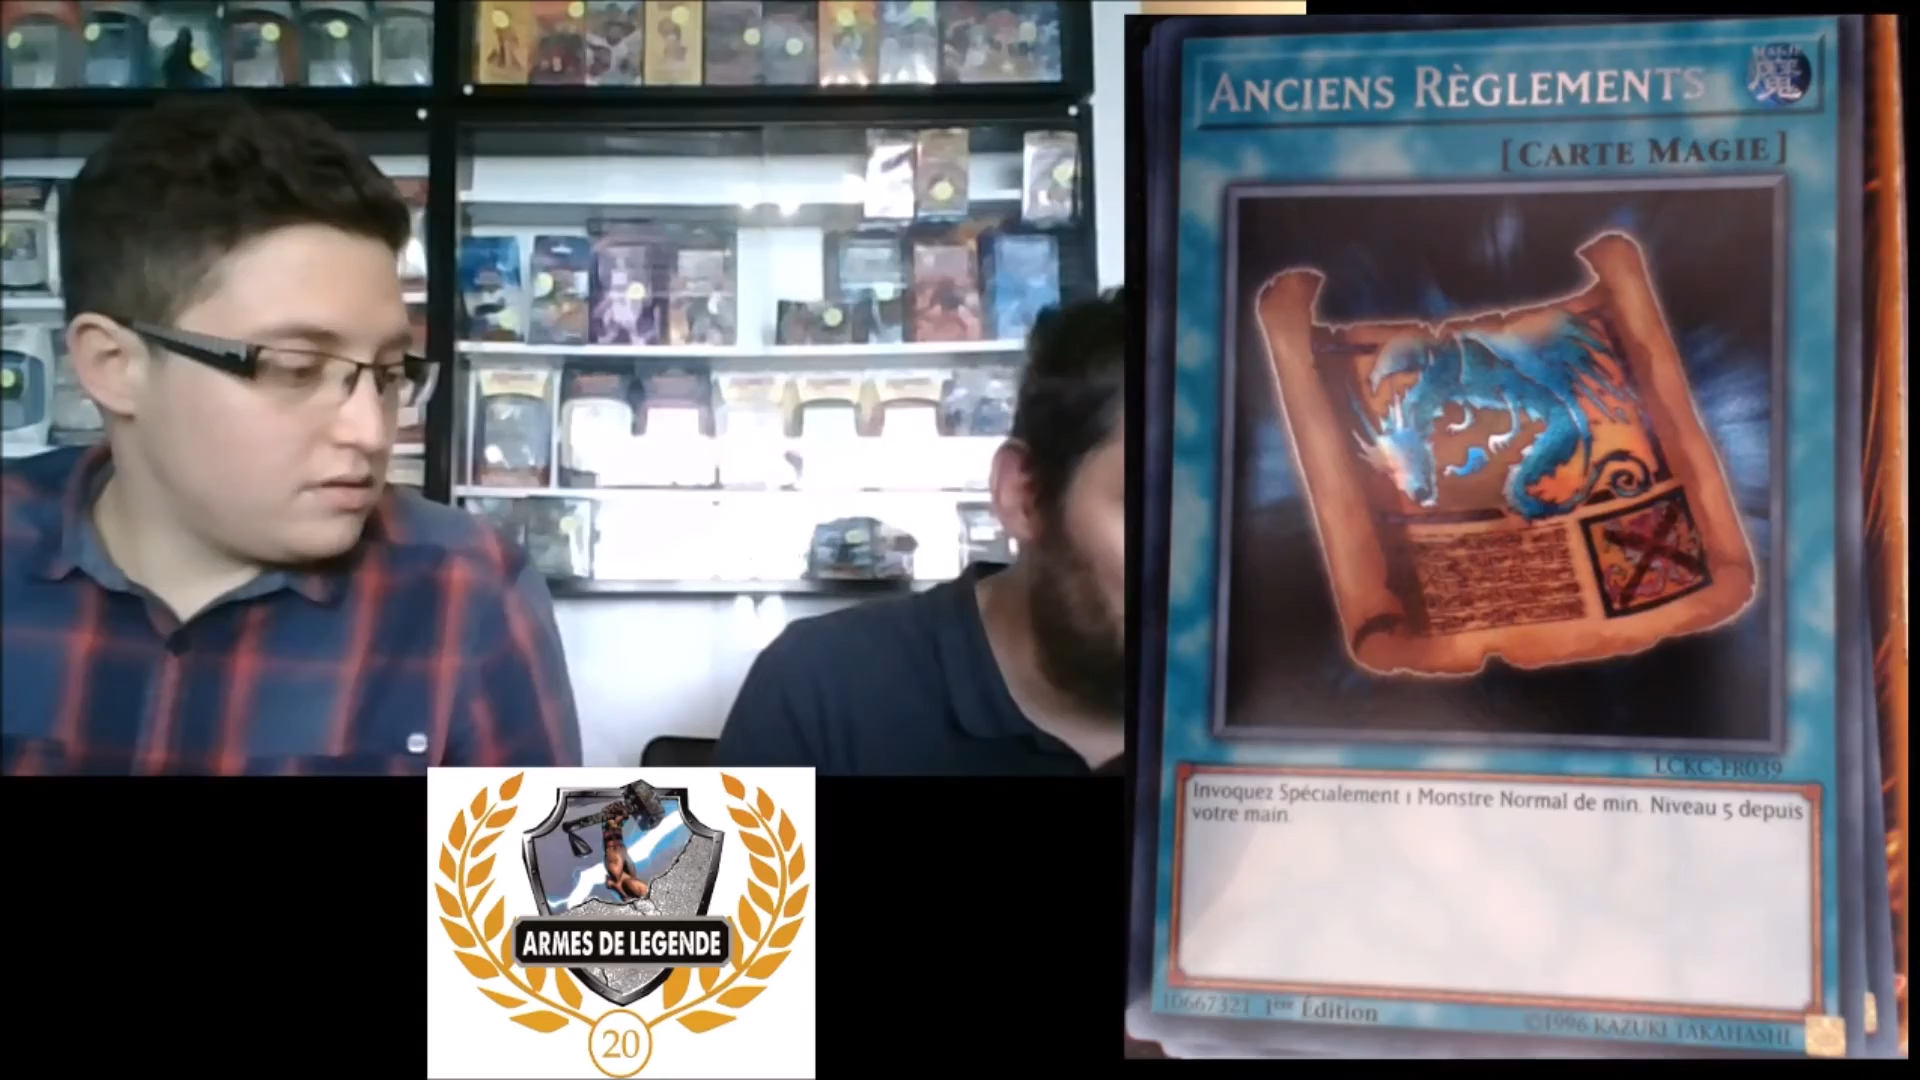 ANCIENS RÈGLEMENTS
魔
[CARTE MAGIE]
LCKC-FR039
Invoquez Spécialement 1 Monstre Normal de min. Niveau 5 depuis
votre main.
10667321 1ère Édition
©1996 KAZUKI TAKAHASHI
ARMES DE LEGENDE
20